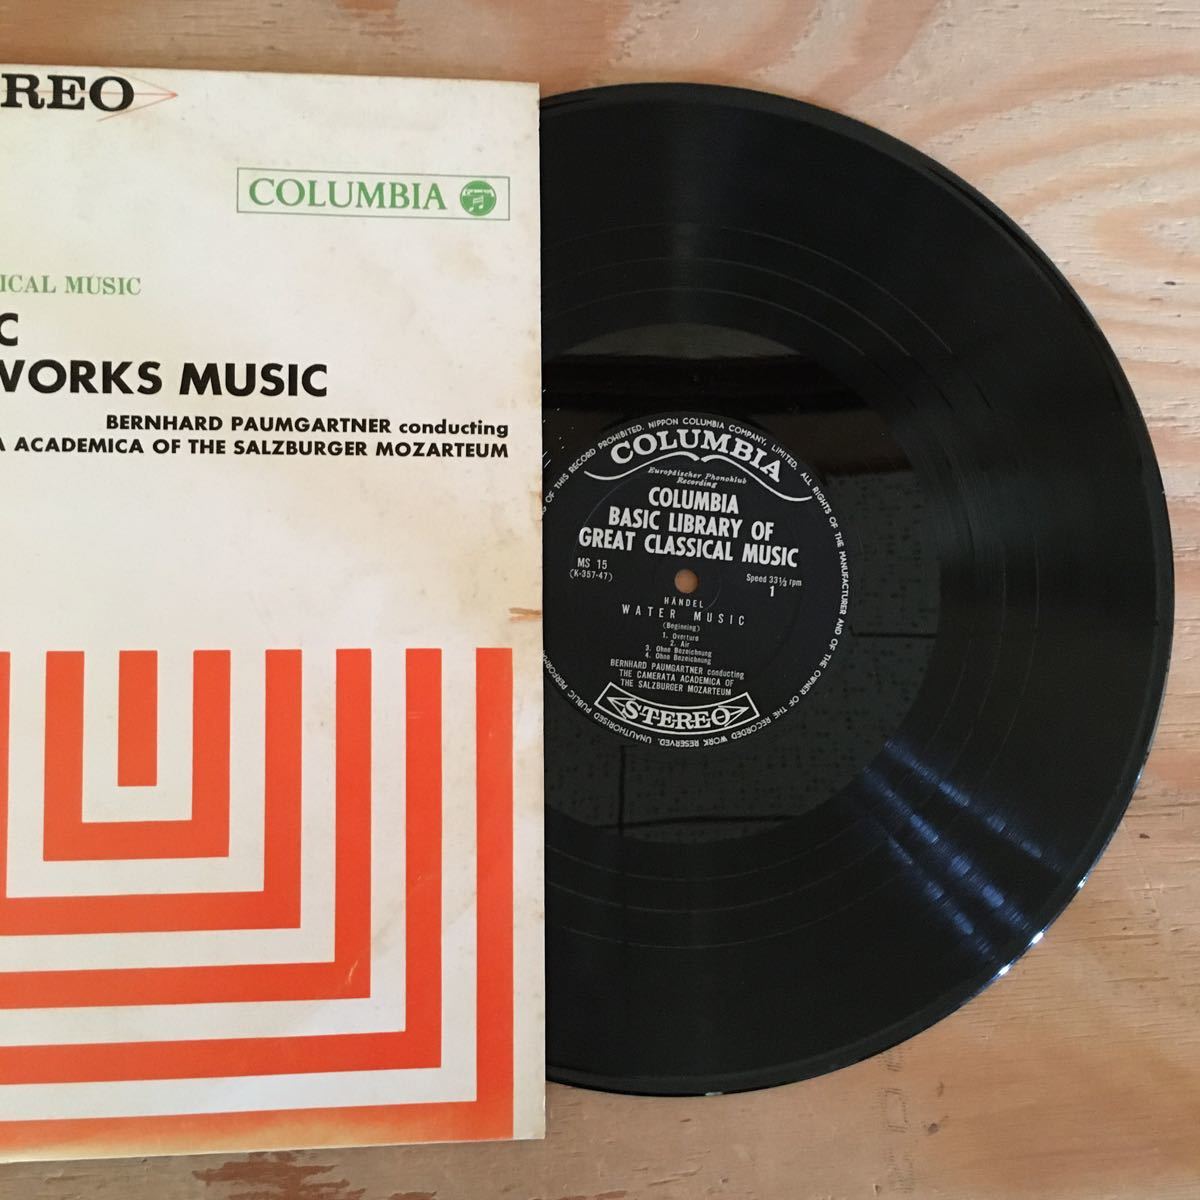 REO
COLUMBIA
ICAL MUSIC
C
WORKS MUSIC
BERNHARD PAUMGARTNER conducting
A ACADEMICA OF THE SALZBURGER MOZARTEUM
OF THIS RECORD PROHIBITED. NIPPON COLUMBIA COMPANY, LIMITED. ALL RIGHTS OF THE MANUFACTURER AND OF THE OWNER OF THE RECORDED WORK RESERVED. UNAUTHORISED PUBLIC PERFOR
COLUMBIA
Europäischer Phonoklub
Recording
COLUMBIA
BASIC LIBRARY OF
GREAT CLASSICAL MUSIC
MS 15
(K-357-47)
Speed 33⅓ rpm
1
HÄNDEL
WATER MUSIC
(Beginning)
1. Overture
2. Air
3. Ohne Bezeichnung
4. Ohne Bezeichnung
BERNHARD PAUMGARTNER conducting
THE CAMERATA ACADEMICA OF
THE SALZBURGER MOZARTEUM
STEREO